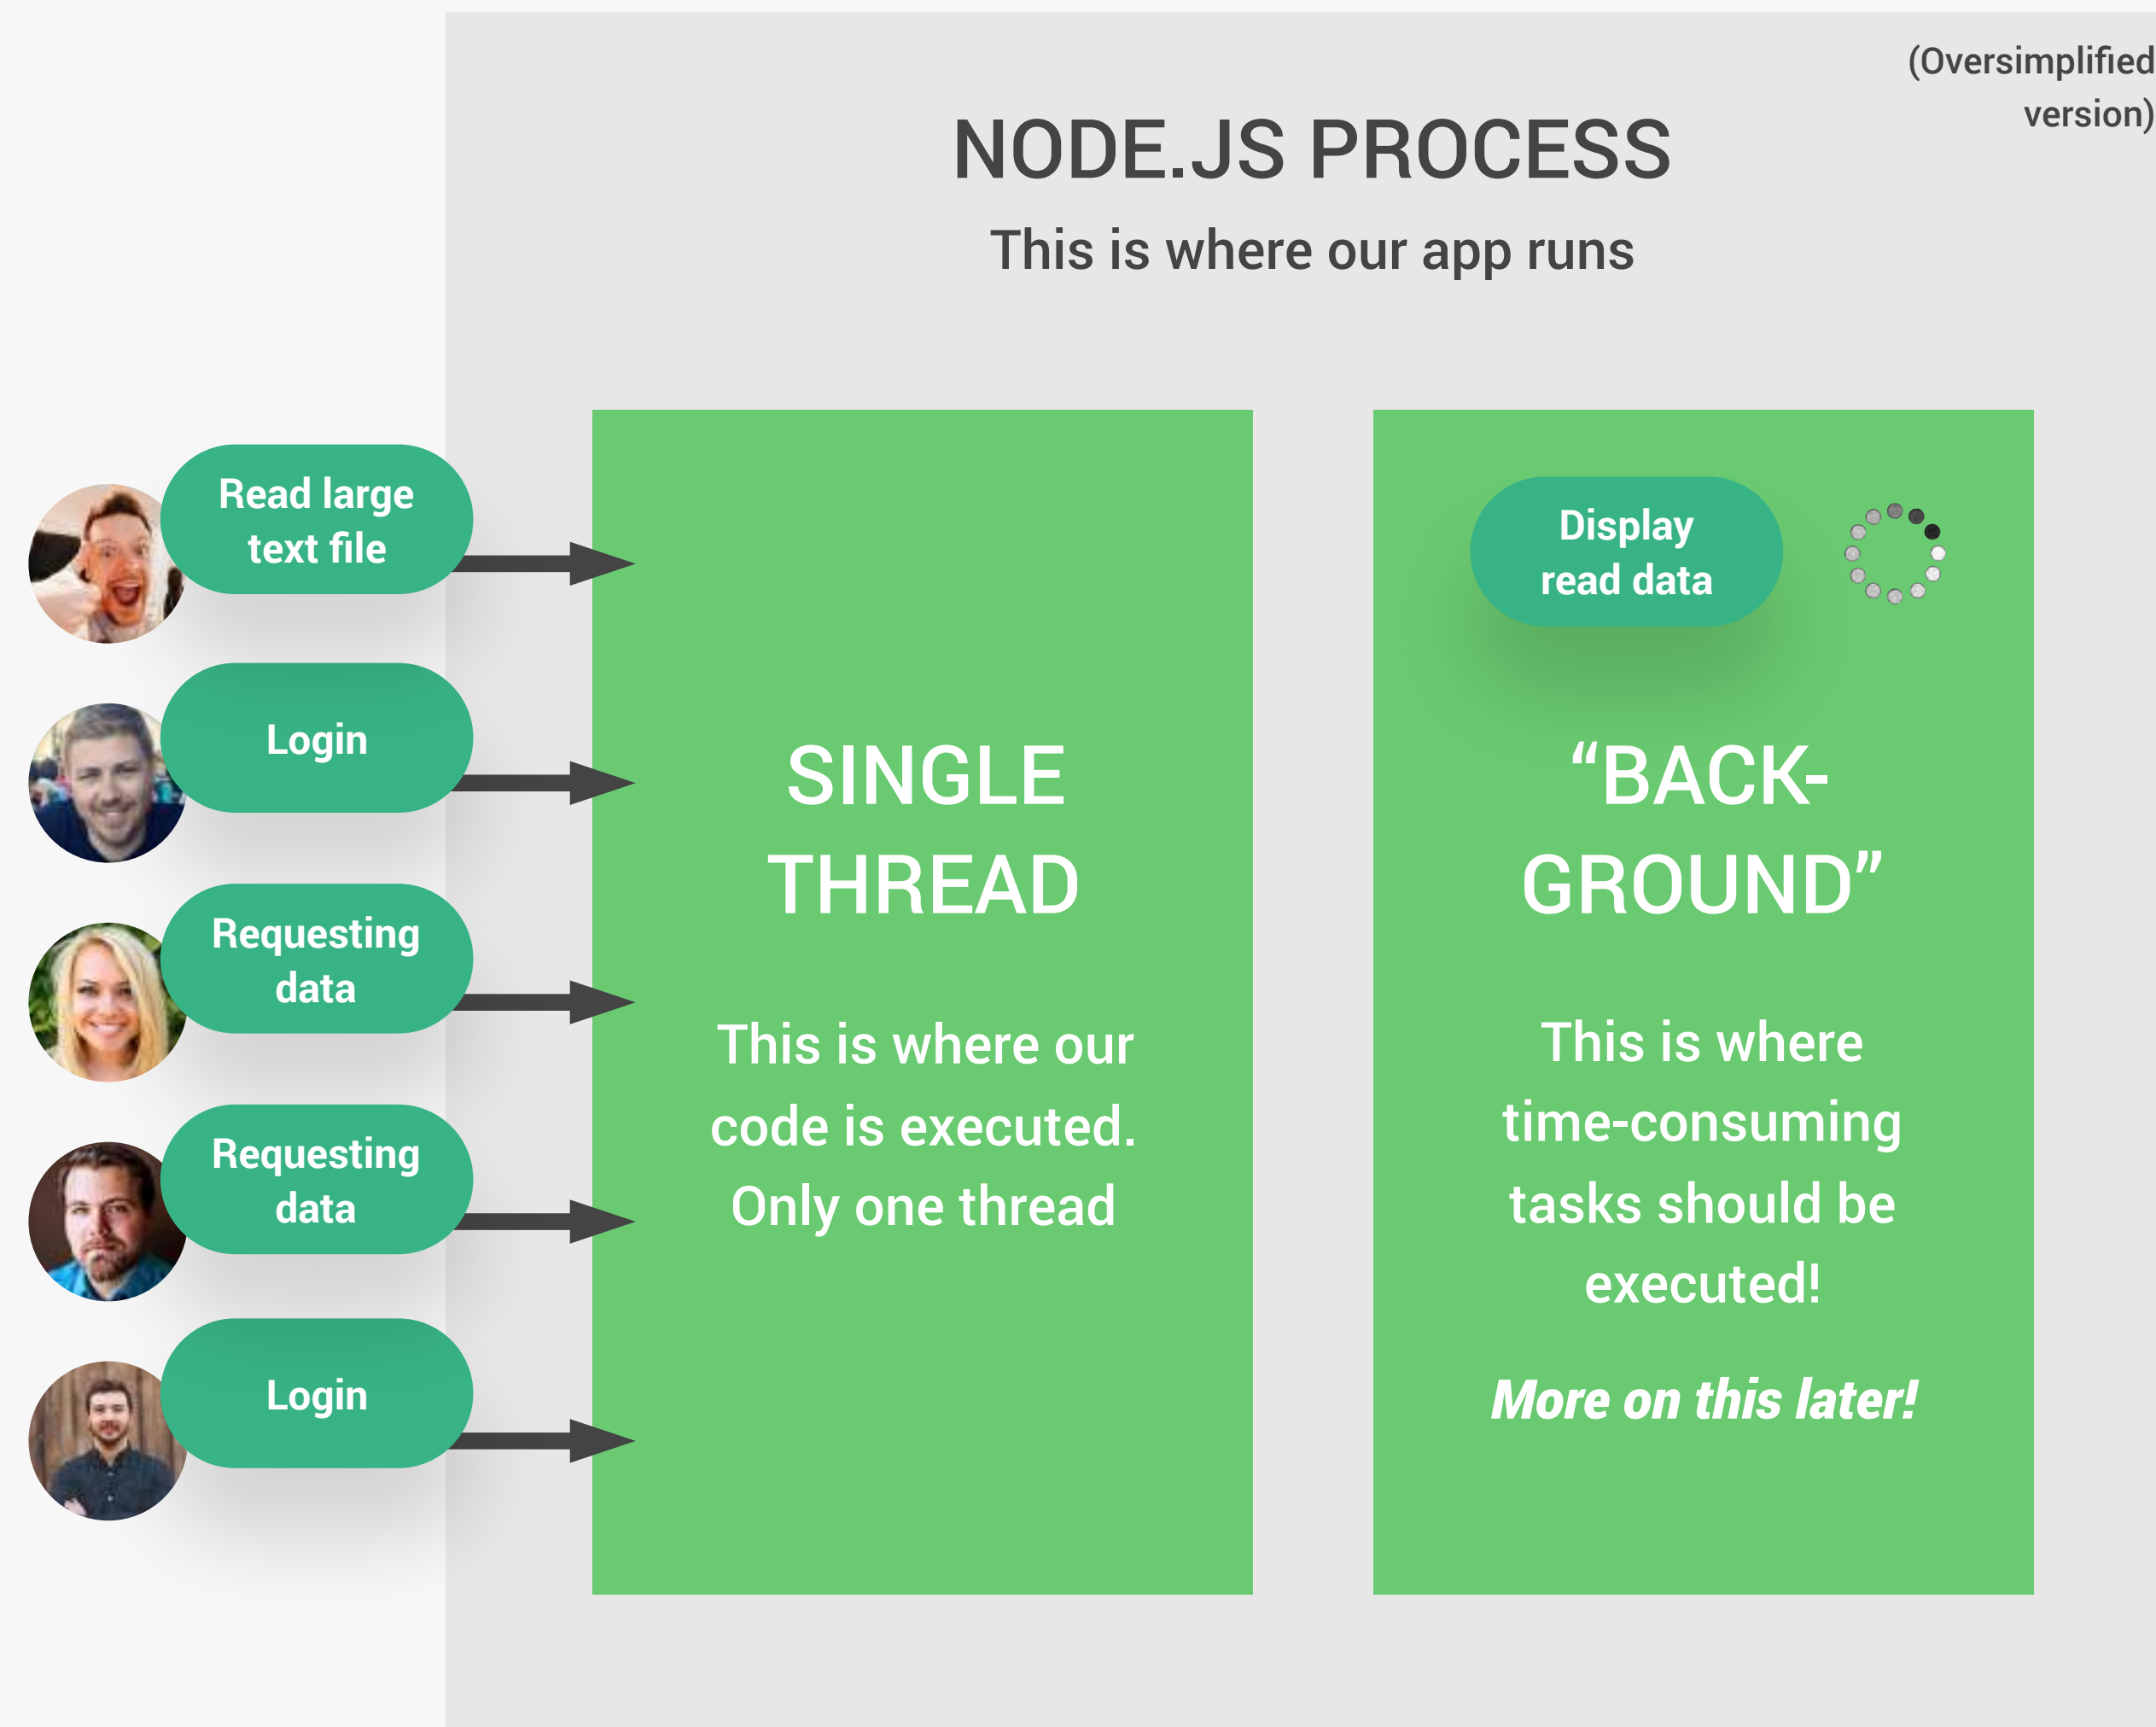 (Oversimplified
version)
NODE.JS PROCESS
This is where our app runs
Read large
text file
Login
Requesting
data
Requesting
data
Login
SINGLE
THREAD
This is where our
code is executed.
Only one thread
Display
read data
“BACK-
GROUND”
This is where
time-consuming
tasks should be
executed!
More on this later!